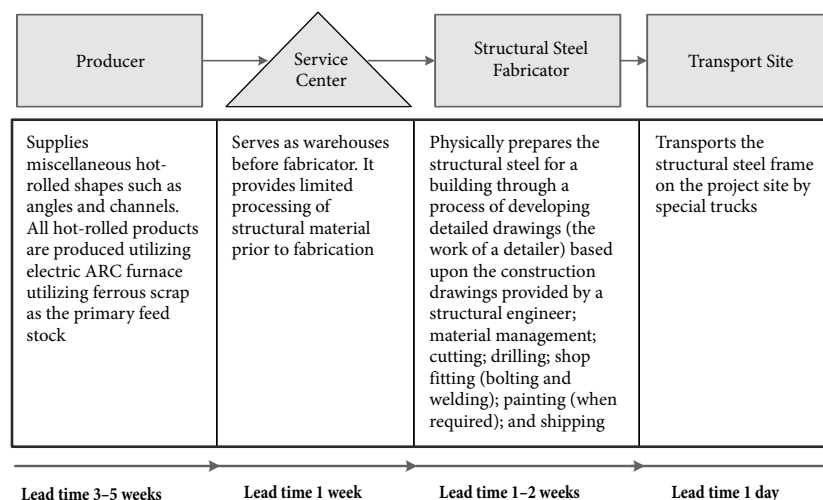 Producer
Service
Center
Structural Steel
Fabricator
Transport Site
Supplies
miscellaneous hot-
rolled shapes such as
angles and channels.
All hot-rolled products
are produced utilizing
electric ARC furnace
utilizing ferrous scrap
as the primary feed
stock
Serves as warehouses
before fabricator. It
provides limited
processing of
structural material
prior to fabrication
Physically prepares the
structural steel for a
building through a
process of developing
detailed drawings (the
work of a detailer) based
upon the construction
drawings provided by a
structural engineer;
material management;
cutting; drilling; shop
fitting (bolting and
welding); painting (when
required); and shipping
Transports the
structural steel frame
on the project site by
special trucks
Lead time 3–5 weeks
Lead time 1 week
Lead time 1–2 weeks
Lead time 1 day